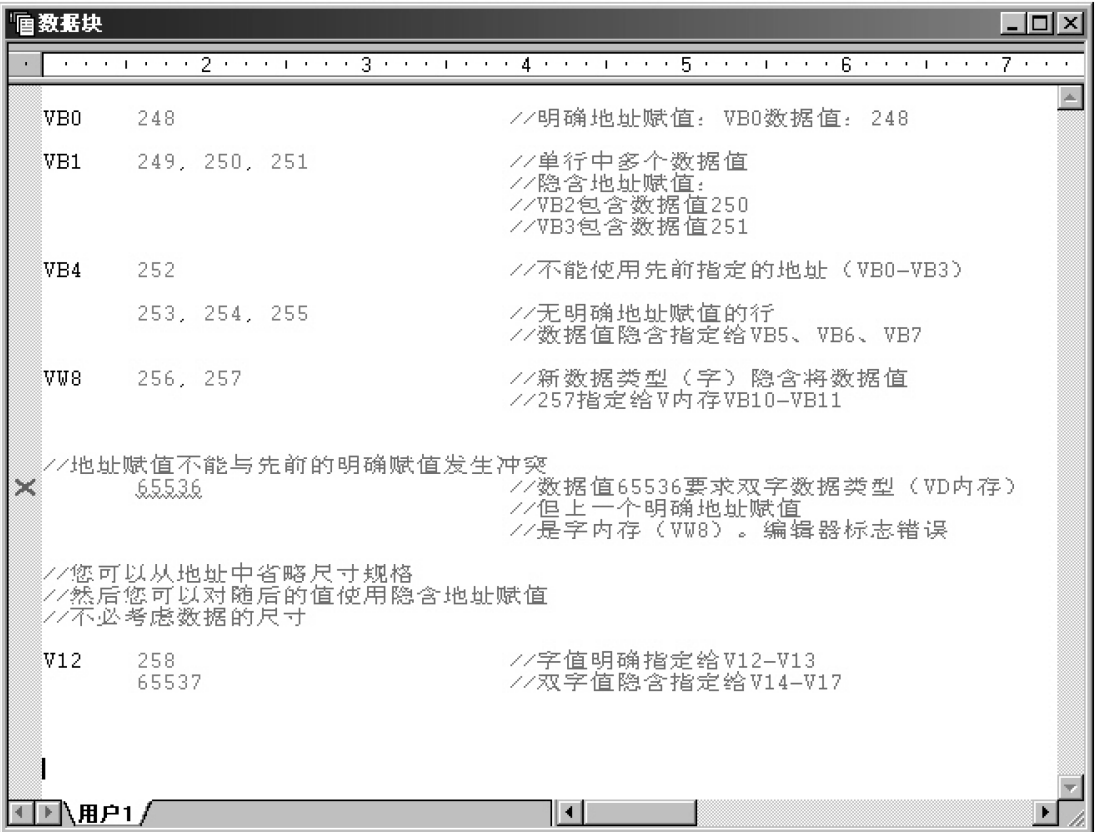 数据块
2 3 4 5 6 7
VB0 248 //明确地址赋值：VB0数据值：248
VB1 249, 250, 251 //单行中多个数据值
//隐含地址赋值：
//VB2包含数据值250
//VB3包含数据值251
VB4 252 //不能使用先前指定的地址（VB0-VB3）
253, 254, 255 //无明确地址赋值的行
//数据值隐含指定给VB5、VB6、VB7
VW8 256, 257 //新数据类型（字）隐含将数据值
//257指定给V内存VB10-VB11
//地址赋值不能与先前的明确赋值发生冲突
65536 //数据值65536要求双字数据类型（VD内存）
//但上一个明确地址赋值
//是字内存（VW8）。编辑器标志错误
//您可以从地址中省略尺寸规格
//然后您可以对随后的值使用隐含地址赋值
//不必考虑数据的尺寸
V12 258 //字值明确指定给V12-V13
65537 //双字值隐含指定给V14-V17
用户1